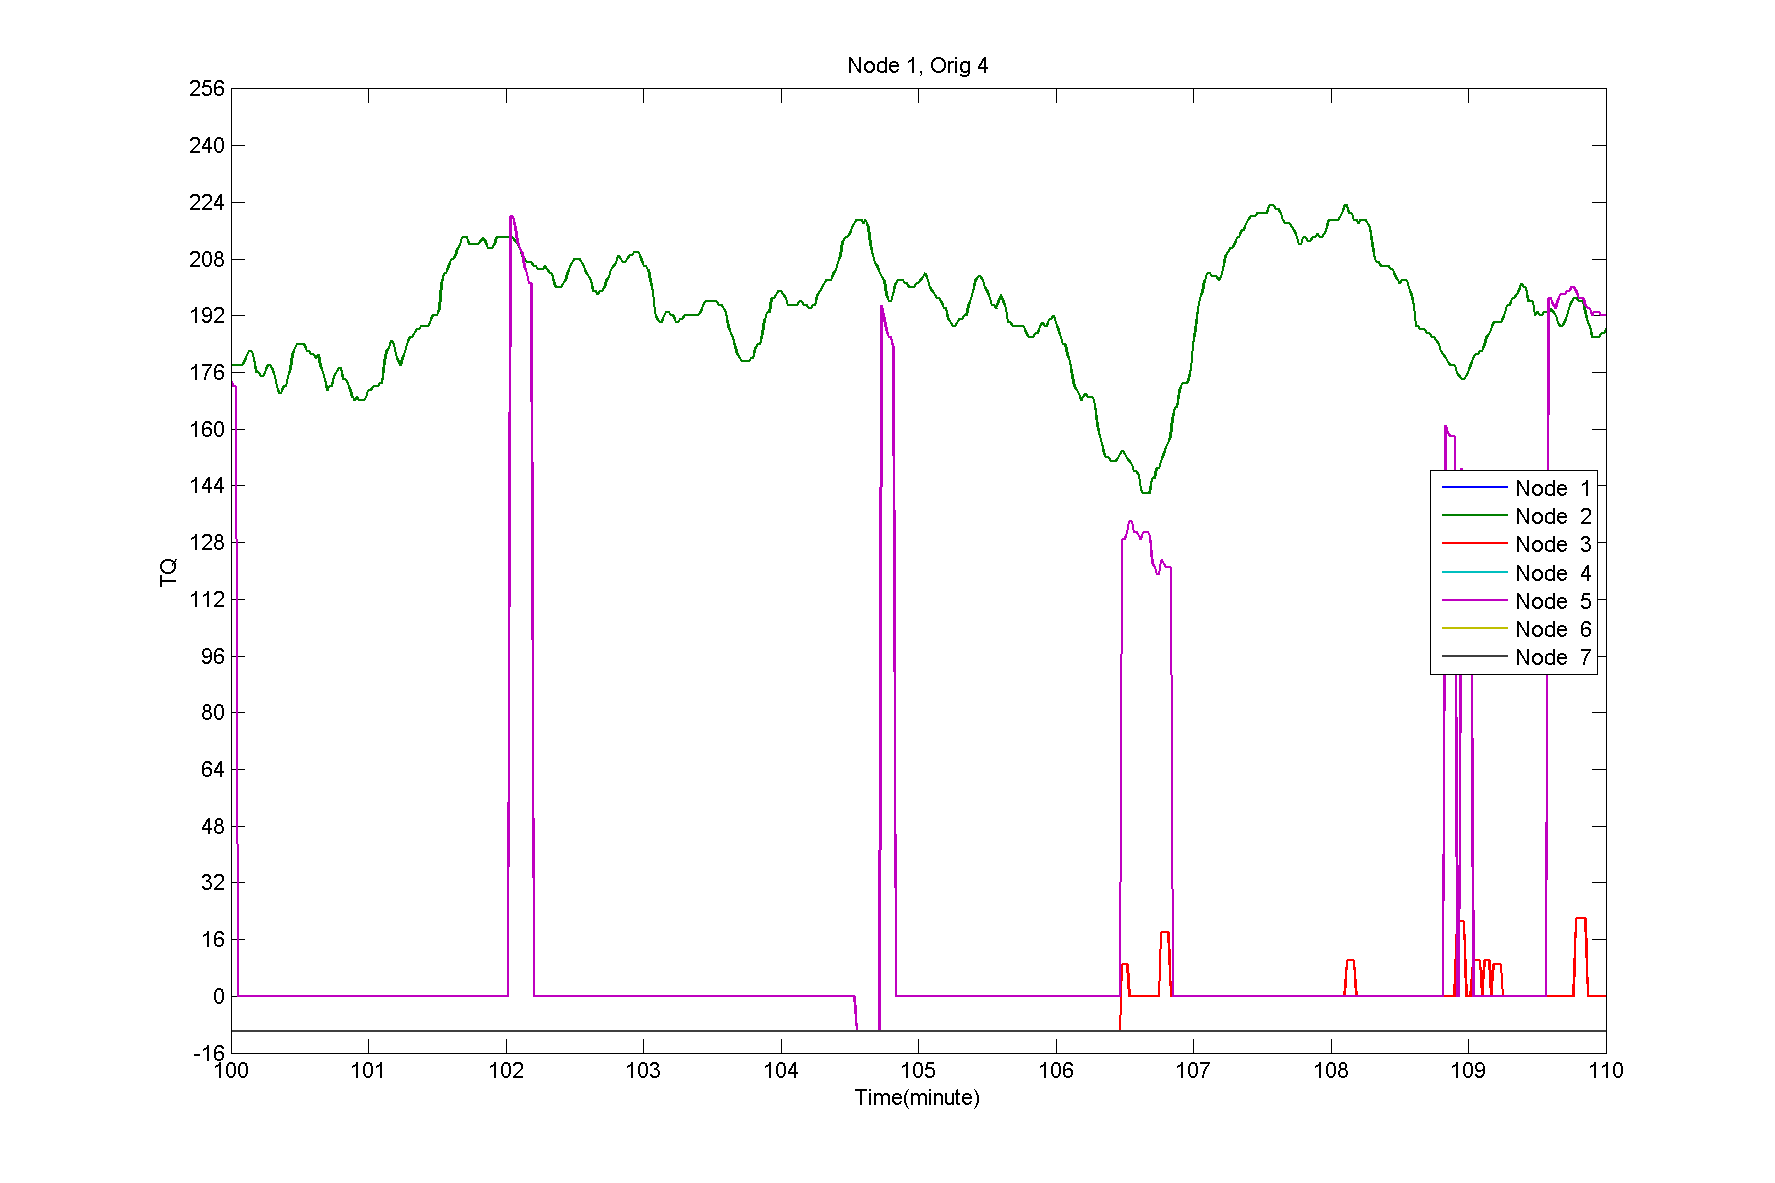 Node 1, Orig 4
256
240
224
208
192
176
160
144
128
112
96
80
64
48
32
16
0
-16
TQ
Node 1
Node 2
Node 3
Node 4
Node 5
Node 6
Node 7
100 101 102 103 104 105 106 107 108 109 110
Time(minute)